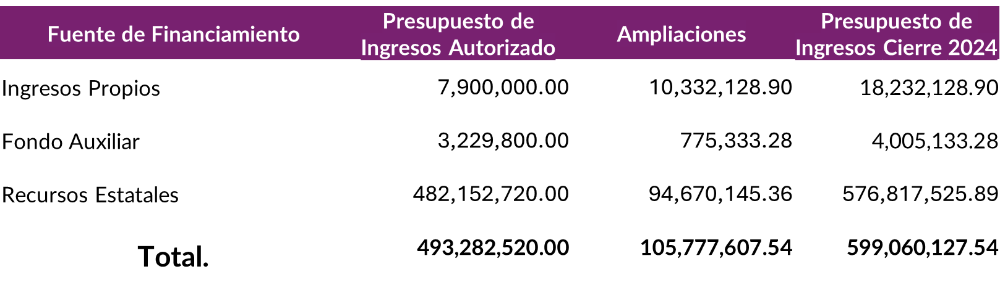 Fuente de Financiamiento Presupuesto de Ingresos Autorizado Ampliaciones Presupuesto de Ingresos Cierre 2024
Ingresos Propios 7,900,000.00 10,332,128.90 18,232,128.90
Fondo Auxiliar 3,229,800.00 775,333.28 4,005,133.28
Recursos Estatales 482,152,720.00 94,670,145.36 576,817,525.89
Total. 493,282,520.00 105,777,607.54 599,060,127.54